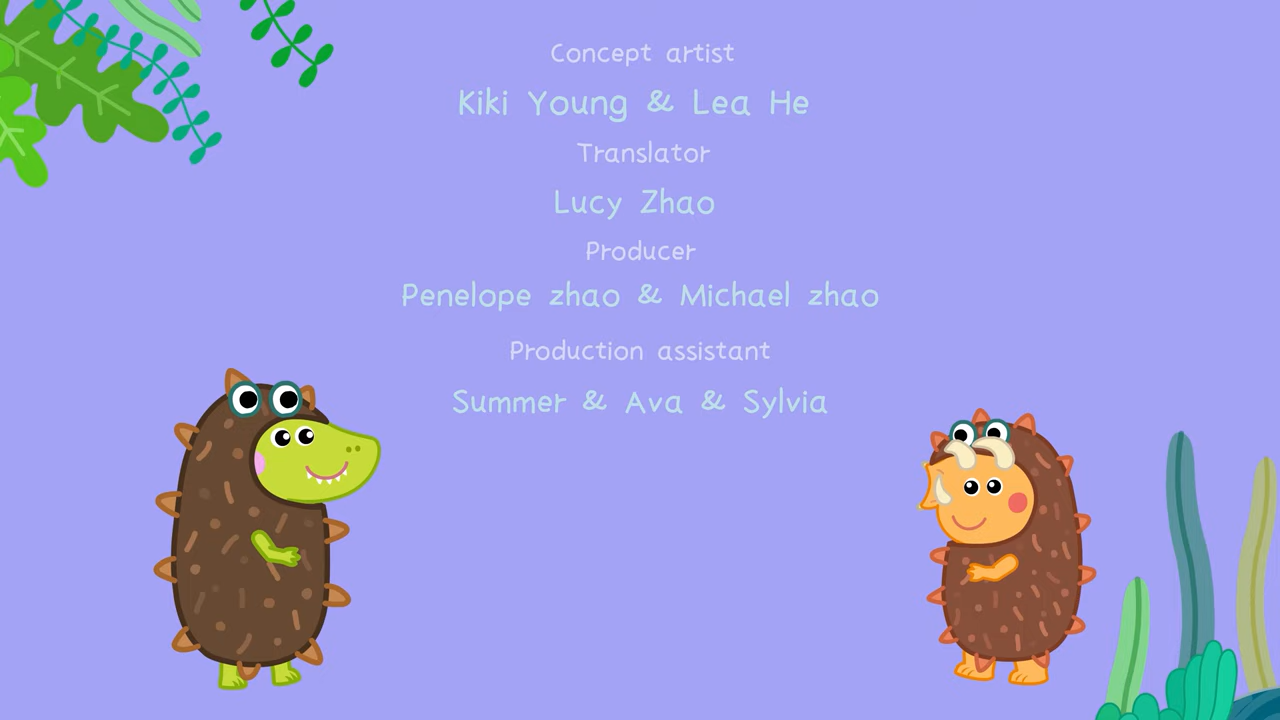 Concept artist
Kiki Young & Lea He
Translator
Lucy Zhao
Producer
Penelope zhao & Michael zhao
Production assistant
Summer & Ava & Sylvia